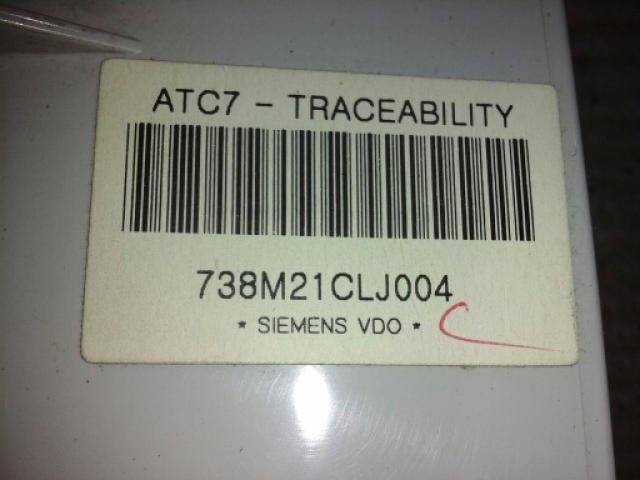 ATC7 - TRACEABILITY
738M21CLJ004
* SIEMENS VDO *